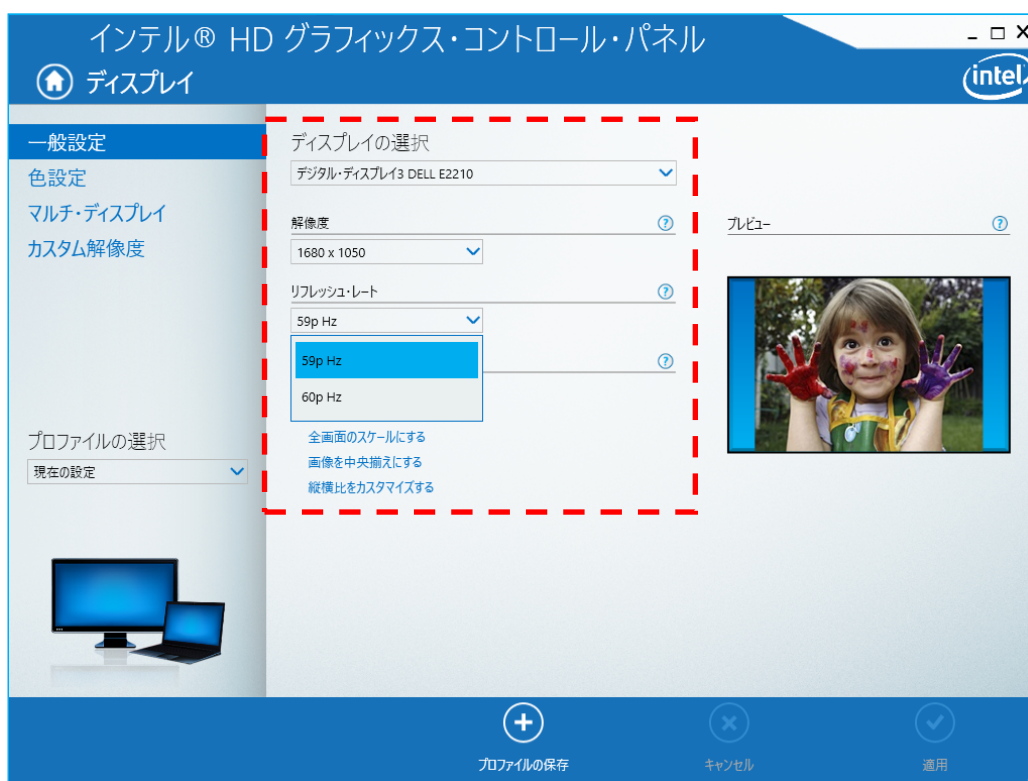 インテル® HD グラフィックス・コントロール・パネル
ディスプレイ
intel
一般設定
色設定
マルチ・ディスプレイ
カスタム解像度
プロファイルの選択
現在の設定
ディスプレイの選択
デジタル・ディスプレイ3 DELL E2210
解像度
?
1680 x 1050
リフレッシュ・レート
?
59p Hz
59p Hz
?
60p Hz
全画面のスケールにする
画像を中央揃えにする
縦横比をカスタマイズする
プレビュー
?
プロファイルの保存
キャンセル
適用